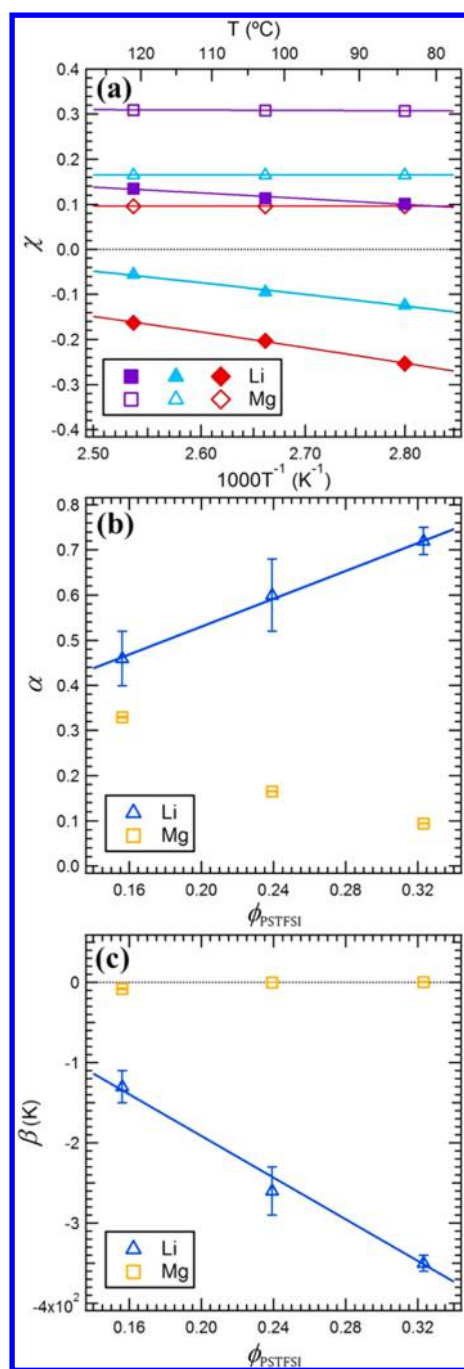 T (ºC)
120 110 100 90 80
(a)
0.4
0.3
0.2
0.1
0.0
-0.1
-0.2
-0.3
-0.4
χ
Li
Mg
2.50 2.60 2.70 2.80
1000T⁻¹ (K⁻¹)
(b)
0.8
0.7
0.6
0.5
0.4
0.3
0.2
0.1
0.0
α
Li
Mg
0.16 0.20 0.24 0.28 0.32
ϕPSTFSI
(c)
0
-1
-2
-3
-4x10²
β (K)
Li
Mg
0.16 0.20 0.24 0.28 0.32
ϕPSTFSI